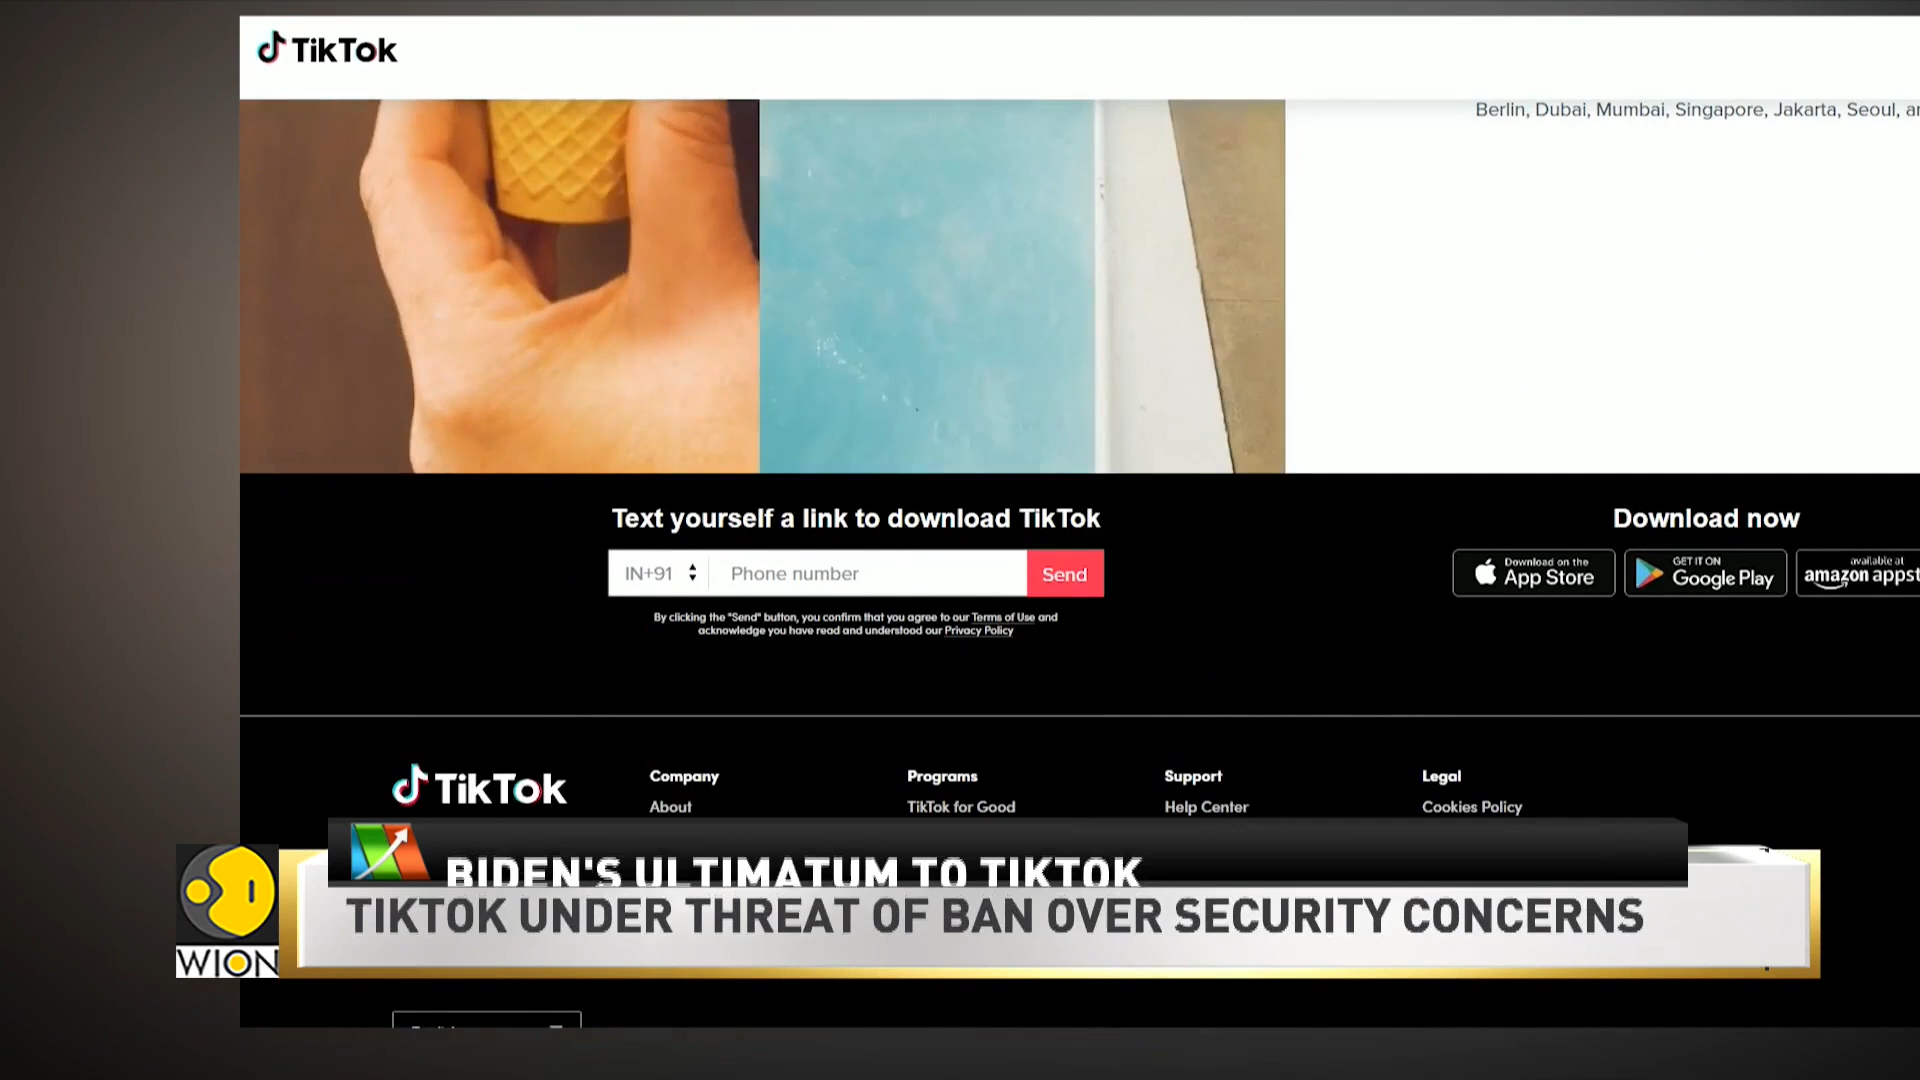 TikTok
Berlin, Dubai, Mumbai, Singapore, Jakarta, Seoul,
Text yourself a link to download TikTok
Download now
IN+91
Phone number
Send
Download on the
App Store
GET IT ON
Google Play
available at
amazon appst
By clicking the "Send" button, you confirm that you agree to our Terms of Use and
acknowledge you have read and understood our Privacy Policy
TikTok
Company
Programs
Support
Legal
About
TikTok for Good
Help Center
Cookies Policy
BIDEN'S ULTIMATUM TO TIKTOK
TIKTOK UNDER THREAT OF BAN OVER SECURITY CONCERNS
WION